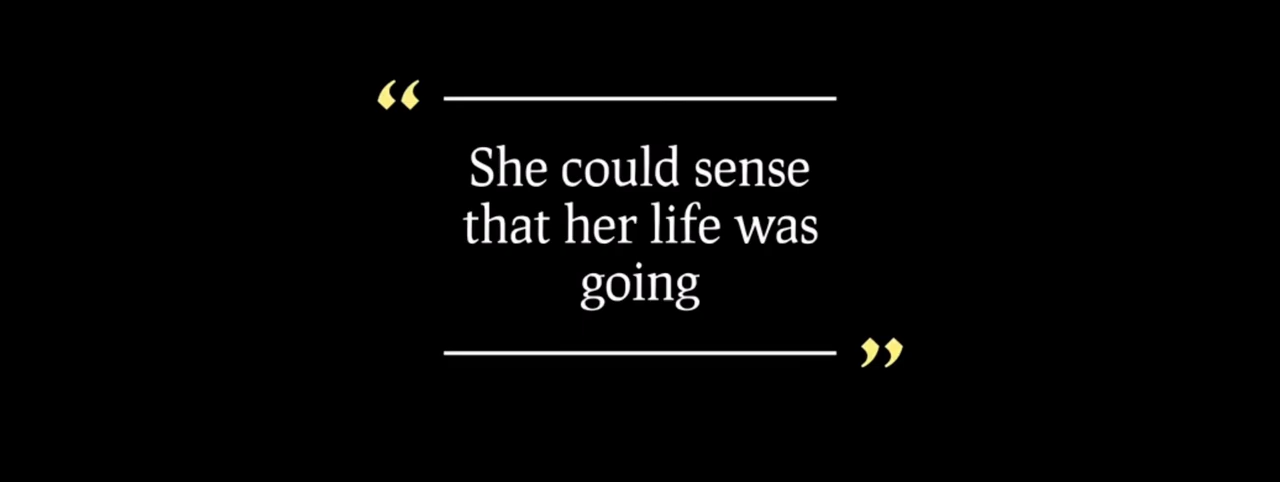 “
She could sense
that her life was
going
”